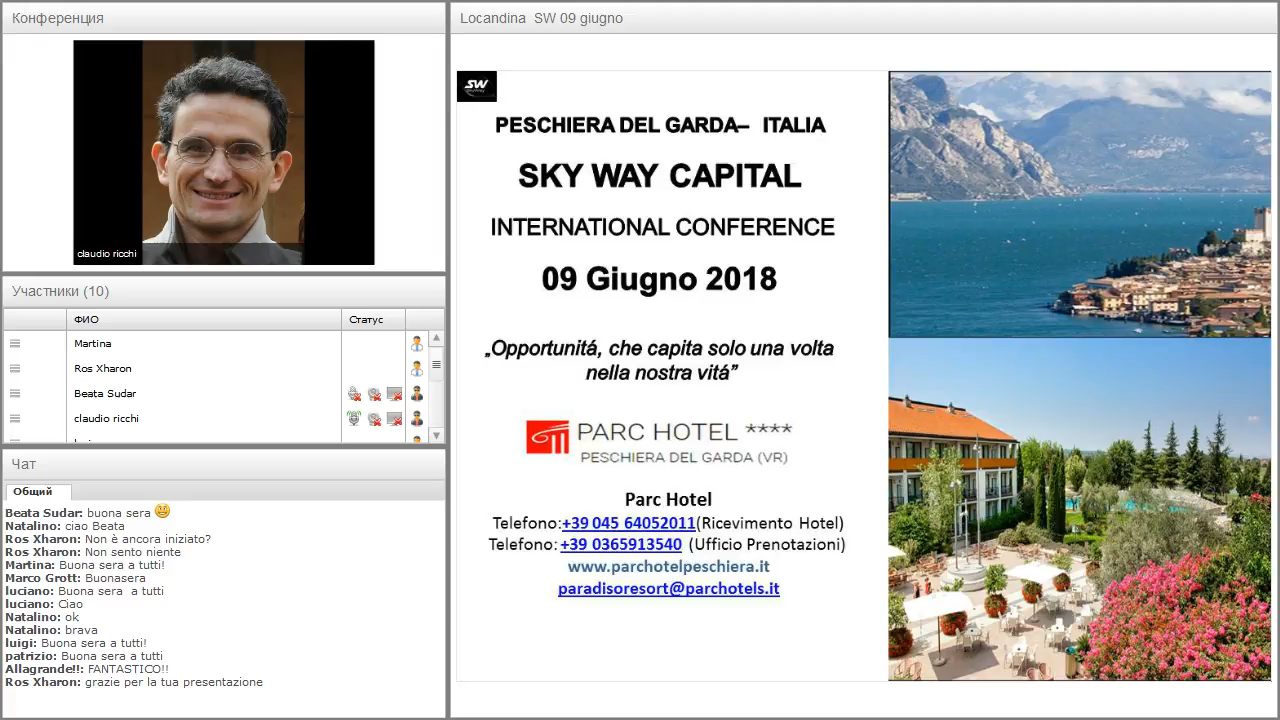 Конференция
claudio ricchi
Участники (10)
ФИО
Статус
Martina
Ros Xharon
Beata Sudar
claudio ricchi
Чат
Общий
Beata Sudar: buona sera
Natalino: ciao Beata
Ros Xharon: Non è ancora iniziato?
Ros Xharon: Non sento niente
Martina: Buona sera a tutti!
Marco Grott: Buonasera
luciano: Buona sera a tutti
luciano: Ciao
Natalino: ok
Natalino: brava
luigi: Buona sera a tutti!
patrizio: Buona sera a tutti
Allagrande!!: FANTASTICO!!
Ros Xharon: grazie per la tua presentazione
Locandina SW 09 giugno
SW
PESCHIERA DEL GARDA– ITALIA
SKY WAY CAPITAL
INTERNATIONAL CONFERENCE
09 Giugno 2018
„Opportunitá, che capita solo una volta
nella nostra vitá”
PARC HOTEL ****
PESCHIERA DEL GARDA (VR)
Parc Hotel
Telefono:+39 045 64052011(Ricevimento Hotel)
Telefono: +39 0365913540 (Ufficio Prenotazioni)
www.parchotelpeschiera.it
paradisoresort@parchotels.it